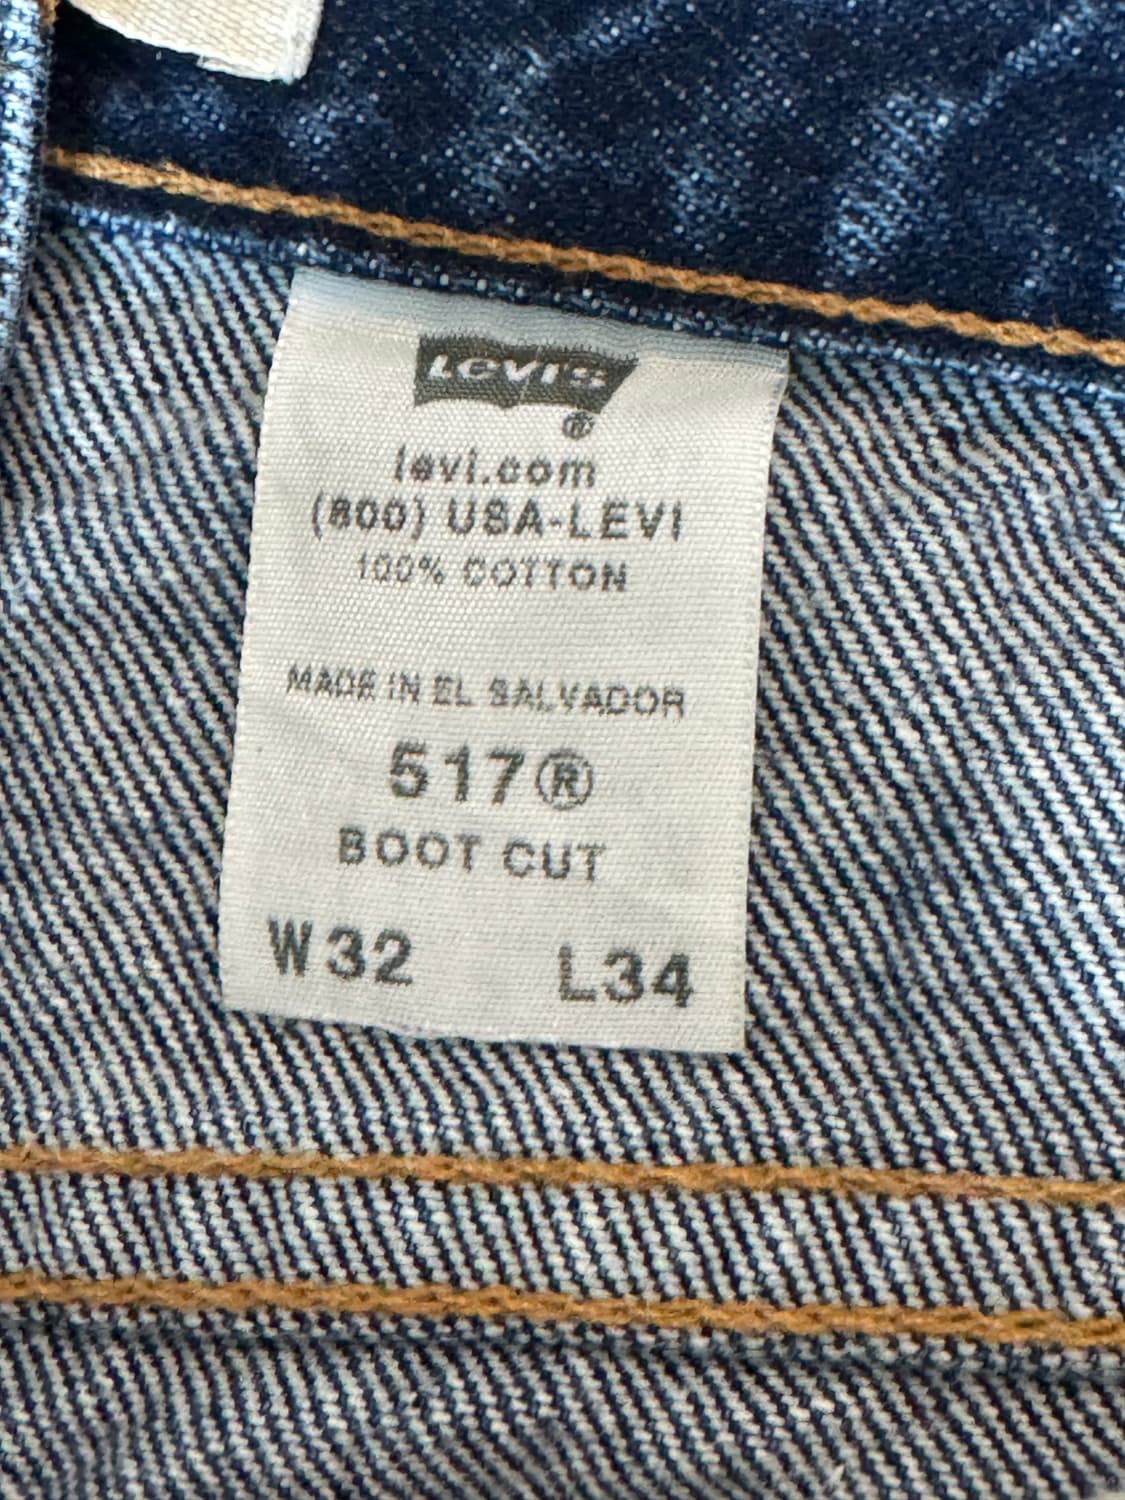 Levi's
®
levi.com
(800) USA-LEVI
100% COTTON
MADE IN EL SALVADOR
517®
BOOT CUT
W32 L34